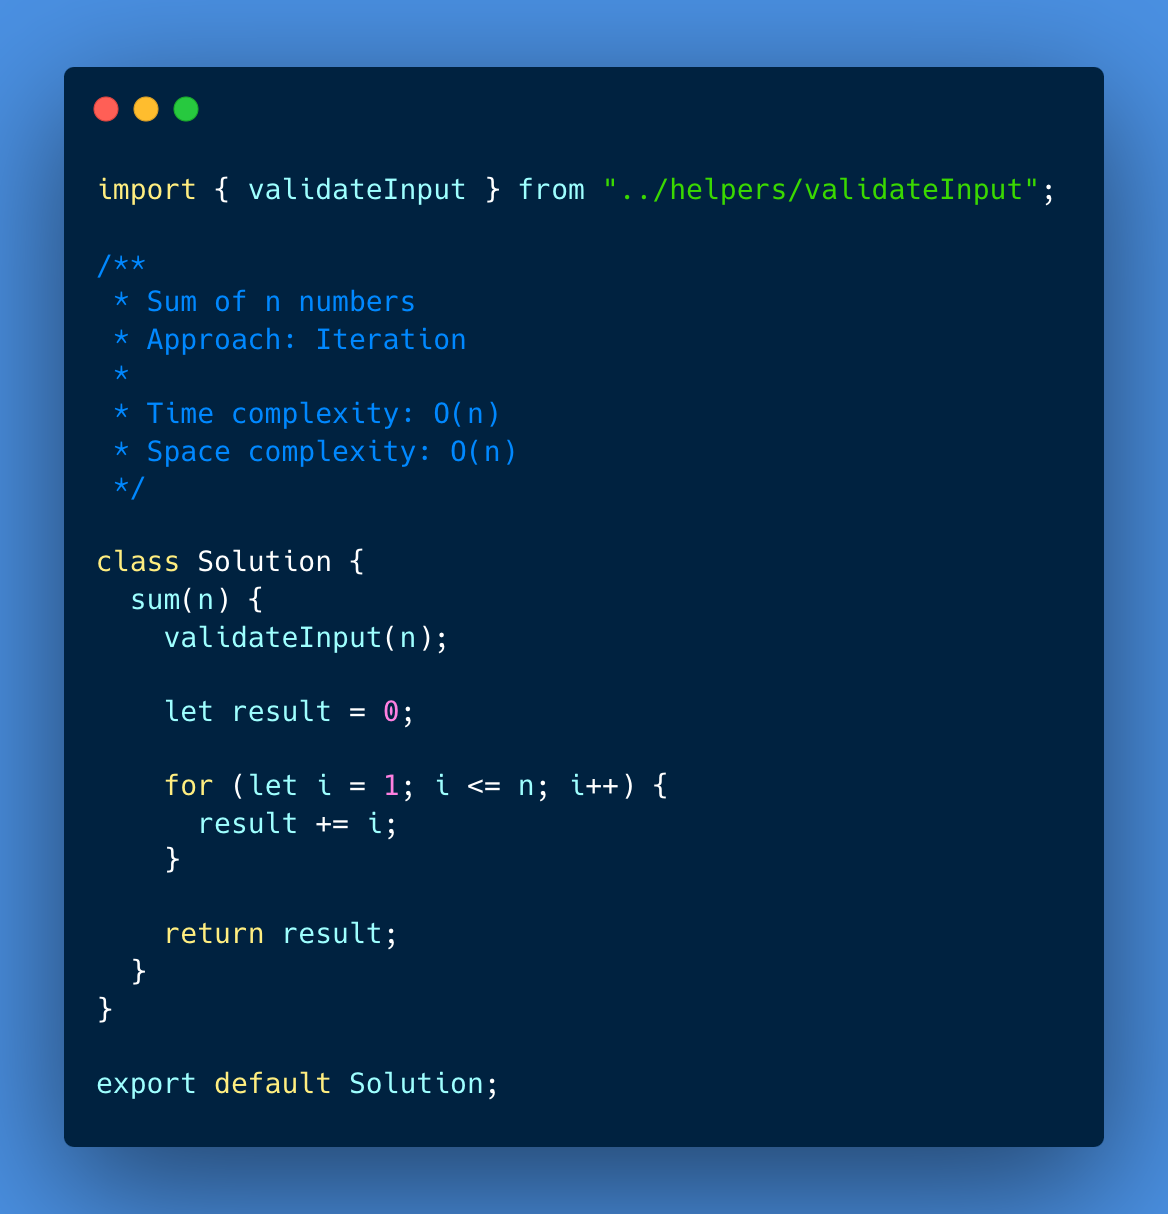 import { validateInput } from "../helpers/validateInput";

/**
 * Sum of n numbers
 * Approach: Iteration
 *
 * Time complexity: O(n)
 * Space complexity: O(n)
 */

class Solution {
  sum(n) {
    validateInput(n);

    let result = 0;

    for (let i = 1; i <= n; i++) {
      result += i;
    }

    return result;
  }
}

export default Solution;